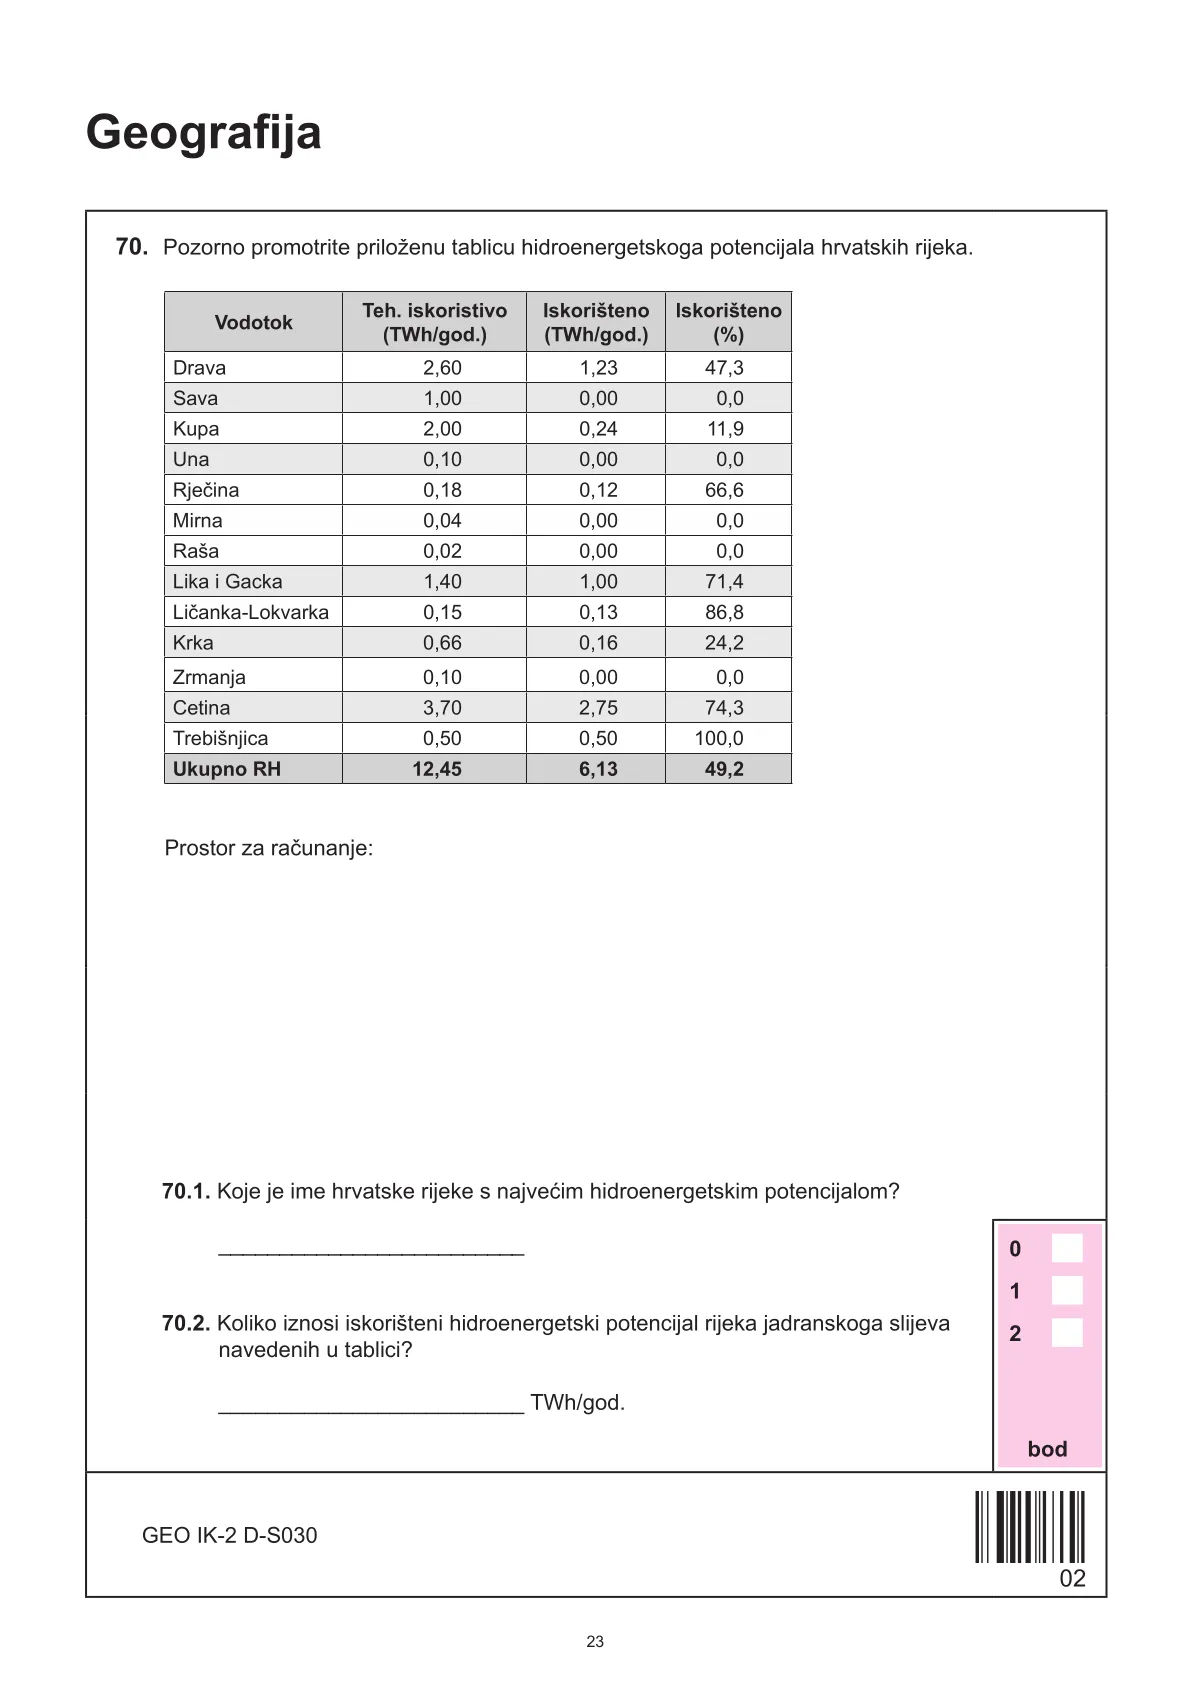 Geografija
70. Pozorno promotrite priloženu tablicu hidroenergetskoga potencijala hrvatskih rijeka.
Vodotok Teh. iskoristivo (TWh/god.) Iskorišteno (TWh/god.) Iskorišteno (%)
Drava 2,60 1,23 47,3
Sava 1,00 0,00 0,0
Kupa 2,00 0,24 11,9
Una 0,10 0,00 0,0
Rječina 0,18 0,12 66,6
Mirna 0,04 0,00 0,0
Raša 0,02 0,00 0,0
Lika i Gacka 1,40 1,00 71,4
Ličanka-Lokvarka 0,15 0,13 86,8
Krka 0,66 0,16 24,2
Zrmanja 0,10 0,00 0,0
Cetina 3,70 2,75 74,3
Trebišnjica 0,50 0,50 100,0
Ukupno RH 12,45 6,13 49,2
Prostor za računanje:
70.1. Koje je ime hrvatske rijeke s najvećim hidroenergetskim potencijalom?
_________________________
70.2. Koliko iznosi iskorišteni hidroenergetski potencijal rijeka jadranskoga slijeva
navedenih u tablici?
_________________________ TWh/god.
0
1
2
bod
GEO IK-2 D-S030
02
23